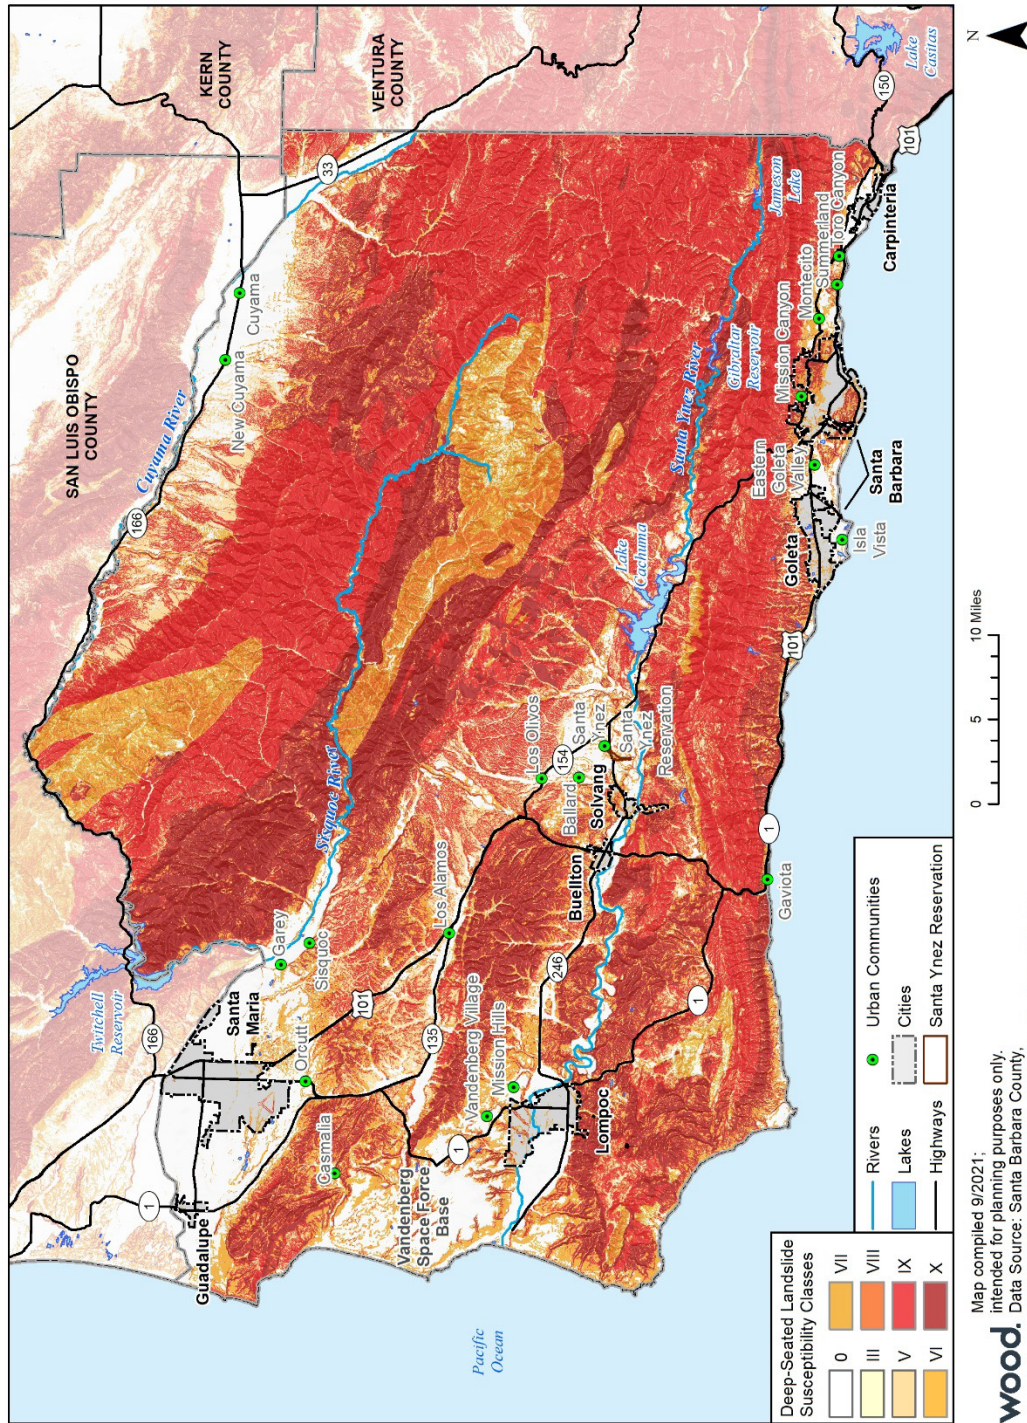 SAN LUIS OBISPO
COUNTY
KERN
COUNTY
VENTURA
COUNTY
Twitchell
Reservoir
166
166
33
Cuyama River
New Cuyama
Cuyama
1
Guadalupe
Santa
Maria
Orcutt
Garey
Sisquoc
Sisquoc River
101
Casmalia
135
Los Alamos
Vandenberg
Space Force
Base
1
Vandenberg Village
Mission Hills
Lompoc
246
Buellton
Solvang
Ballard
Los Olivos
154
Santa
Ynez
Santa
Ynez
Reservation
Lake
Cachuma
Santa Ynez River
Gibraltar
Reservoir
Jameson
Lake
Lake
Casitas
150
101
1
Gaviota
1
101
Goleta
Isla
Vista
Eastern
Goleta
Valley
Santa
Barbara
Mission Canyon
Montecito
Summerland
Toro Canyon
Carpinteria
Pacific
Ocean
Deep-Seated Landslide
Susceptibility Classes
0
III
V
VI
VII
VIII
IX
X
Rivers
Lakes
Highways
Urban Communities
Cities
Santa Ynez Reservation
0
5
10 Miles
N
wood.
Map compiled 9/2021;
intended for planning purposes only.
Data Source: Santa Barbara County,